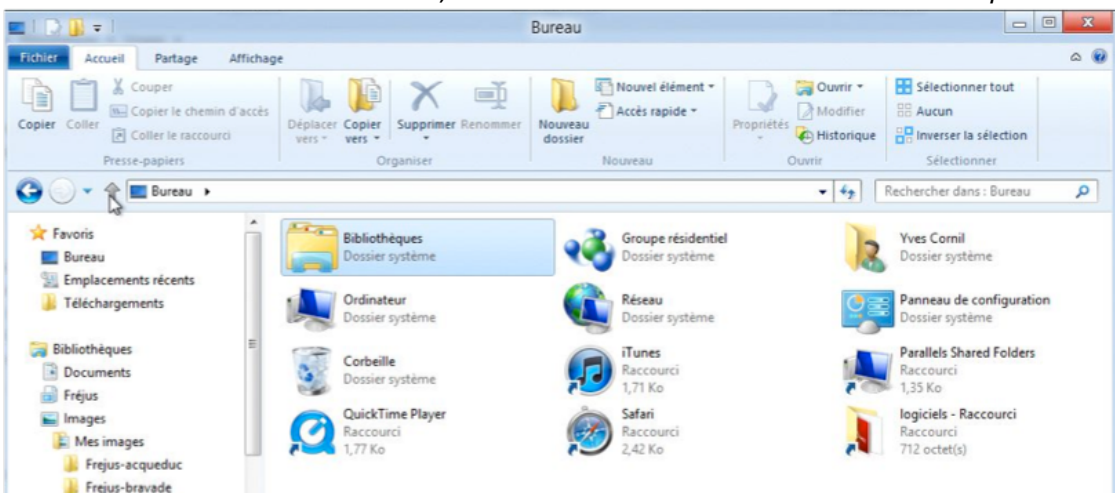 Bureau
Fichier Accueil Partage Affichage
Copier
Coller
Couper
Copier le chemin d'accès
Coller le raccourci
Presse-papiers
Déplacer vers
Copier vers
Supprimer
Renommer
Organiser
Nouveau dossier
Nouvel élément
Accès rapide
Nouveau
Propriétés
Ouvrir
Modifier
Historique
Ouvrir
Sélectionner tout
Aucun
Inverser la sélection
Sélectionner
Bureau
Rechercher dans : Bureau
Favoris
Bureau
Emplacements récents
Téléchargements
Bibliothèques
Documents
Fréjus
Images
Mes images
Frejus-acqueduc
Frejus-bravade
Bibliothèques
Dossier système
Groupe résidentiel
Dossier système
Yves Cornil
Dossier système
Ordinateur
Dossier système
Réseau
Dossier système
Panneau de configuration
Dossier système
Corbeille
Dossier système
iTunes
Raccourci
1,71 Ko
Parallels Shared Folders
Raccourci
1,35 Ko
QuickTime Player
Raccourci
1,77 Ko
Safari
Raccourci
2,42 Ko
logiciels - Raccourci
Raccourci
712 octet(s)